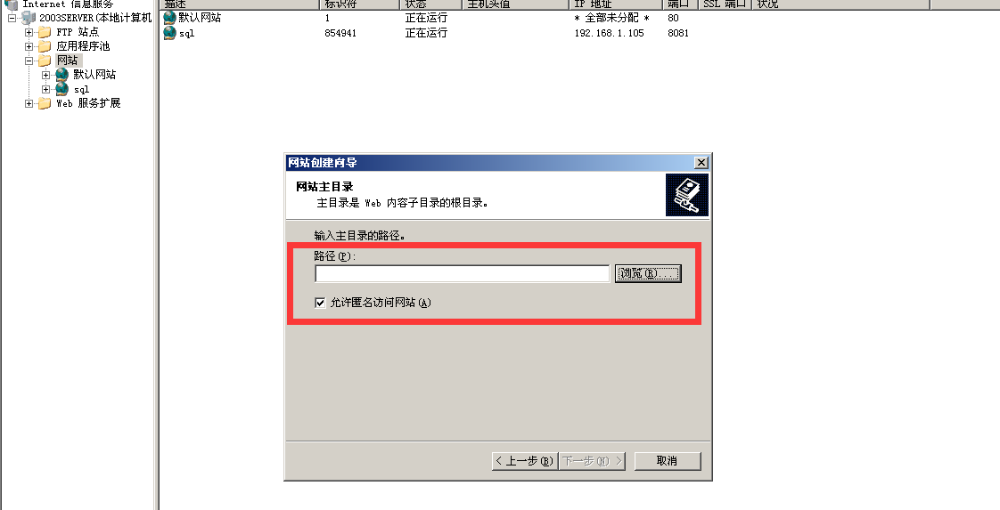 Internet 信息服务
2003SERVER(本地计算机
FTP 站点
应用程序池
网站
默认网站
sql
Web 服务扩展
描述 标识符 状态 主机头值 IP 地址 端口 SSL 端口 状况
默认网站 1 正在运行 * 全部未分配 * 80
sql 854941 正在运行 192.168.1.105 8081
网站创建向导
网站主目录
主目录是 Web 内容子目录的根目录。
输入主目录的路径。
路径(P):
浏览(R)...
允许匿名访问网站(A)
< 上一步(B) 下一步(N) > 取消